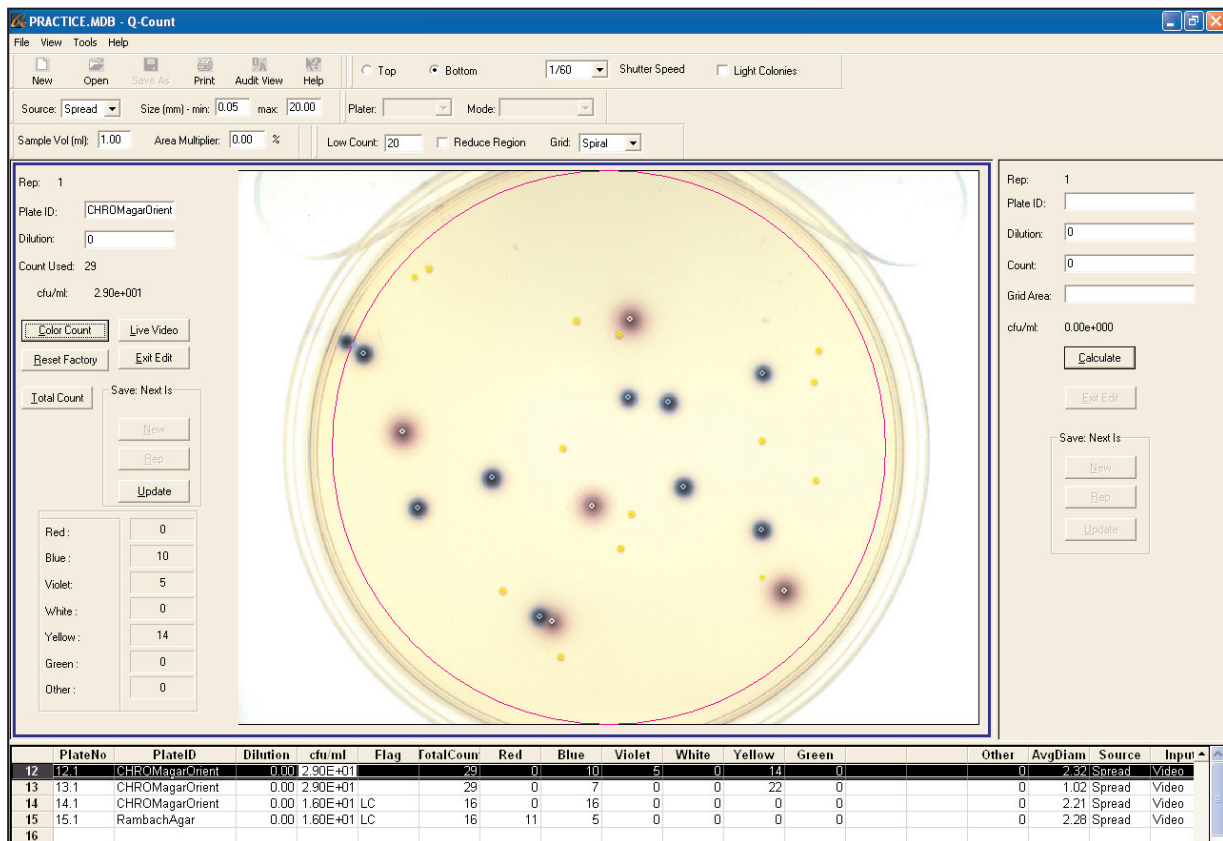 PRACTICE.MDB - Q-Count
File View Tools Help
New Open Save As Print Audit View Help Top Bottom 1/60 Shutter Speed Light Colonies
Source: Spread Size (mm) - min: 0.05 max: 20.00 Plater: Mode:
Sample Vol (ml): 1.00 Area Multiplier: 0.00 % Low Count: 20 Reduce Region Grid: Spiral
Rep: 1
Plate ID: CHROMagarOrient
Dilution: 0
Count Used: 29
cfu/ml: 2.90e+001
Color Count Live Video
Reset Factory Exit Edit
Total Count Save: Next Is
New
Rep
Update
Red: 0
Blue : 10
Violet: 5
White : 0
Yellow : 14
Green : 0
Other : 0
Rep: 1
Plate ID:
Dilution: 0
Count: 0
Grid Area:
cfu/ml: 0.00e+000
Calculate
Exit Edit
Save: Next Is
New
Rep
Update
PlateNo PlateID Dilution cfu/ml Flag TotalCoun Red Blue Violet White Yellow Green Other AvgDiam Source Input
12 12.1 CHROMagarOrient 0.00 2.90E+01 29 0 10 5 0 14 0 0 2.32 Spread Video
13 13.1 CHROMagarOrient 0.00 2.90E+01 29 0 7 0 0 22 0 0 1.02 Spread Video
14 14.1 CHROMagarOrient 0.00 1.60E+01 LC 16 0 16 0 0 0 0 0 2.21 Spread Video
15 15.1 RambachAgar 0.00 1.60E+01 LC 16 11 5 0 0 0 0 0 2.28 Spread Video
16